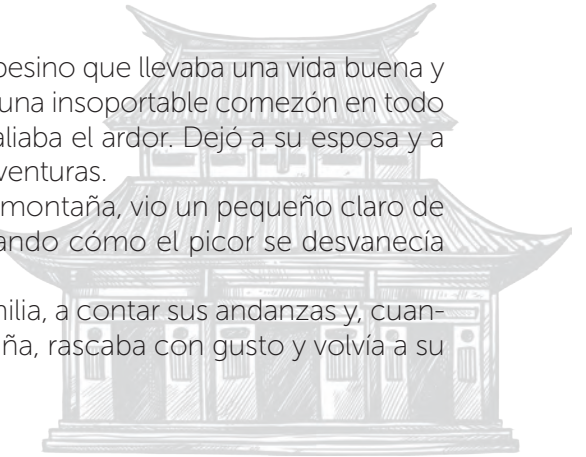 pesino que llevaba una vida buena y
una insoportable comezón en todo
aliaba el ardor. Dejó a su esposa y a
venturas.
montaña, vio un pequeño claro de
ando cómo el picor se desvanecía
milia, a contar sus andanzas y, cuan-
ña, rascaba con gusto y volvía a su